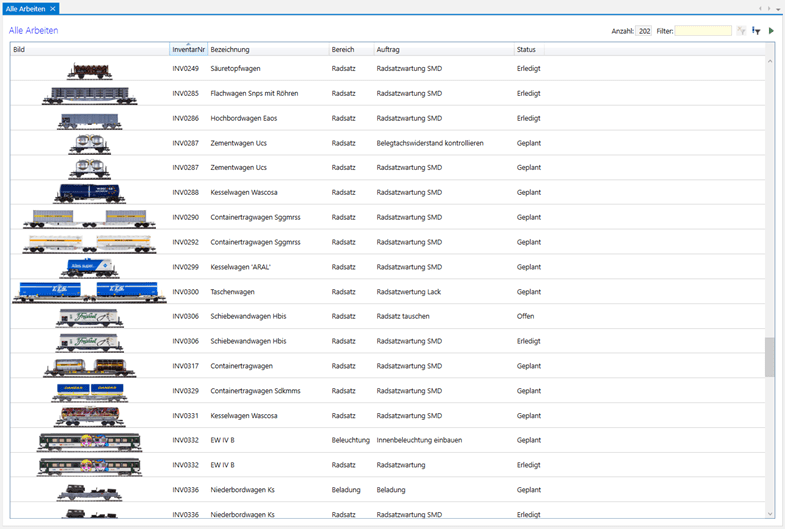 Alle Arbeiten
Alle Arbeiten Anzahl: 202 Filter:
Bild InventarNr Bezeichnung Bereich Auftrag Status
INV0249 Säuretopfwagen Radsatz Radsatzwartung SMD Erledigt
INV0285 Flachwagen Snps mit Röhren Radsatz Radsatzwartung SMD Erledigt
INV0286 Hochbordwagen Eaos Radsatz Radsatzwartung SMD Erledigt
INV0287 Zementwagen Ucs Radsatz Belegtachswiderstand kontrollieren Geplant
INV0287 Zementwagen Ucs Radsatz Radsatzwartung SMD Geplant
INV0288 Kesselwagen Wascosa Radsatz Radsatzwartung SMD Geplant
INV0290 Containertragwagen Sggmrss Radsatz Radsatzwartung SMD Geplant
INV0292 Containertragwagen Sggmrss Radsatz Radsatzwartung SMD Geplant
INV0299 Kesselwagen 'ARAL' Radsatz Radsatzwartung SMD Geplant
INV0300 Taschenwagen Radsatz Radsatzwertung Lack Geplant
INV0306 Schiebewandwagen Hbis Radsatz Radsatz tauschen Offen
INV0306 Schiebewandwagen Hbis Radsatz Radsatzwartung SMD Erledigt
INV0317 Containertragwagen Radsatz Radsatzwartung SMD Geplant
INV0329 Containertragwagen Sdkmms Radsatz Radsatzwartung SMD Geplant
INV0331 Kesselwagen Wascosa Radsatz Radsatzwartung SMD Geplant
INV0332 EW IV B Beleuchtung Innenbeleuchtung einbauen Geplant
INV0332 EW IV B Radsatz Radsatzwartung Erledigt
INV0336 Niederbordwagen Ks Beladung Beladung Geplant
INV0336 Niederbordwagen Ks Radsatz Radsatzwartung SMD Erledigt